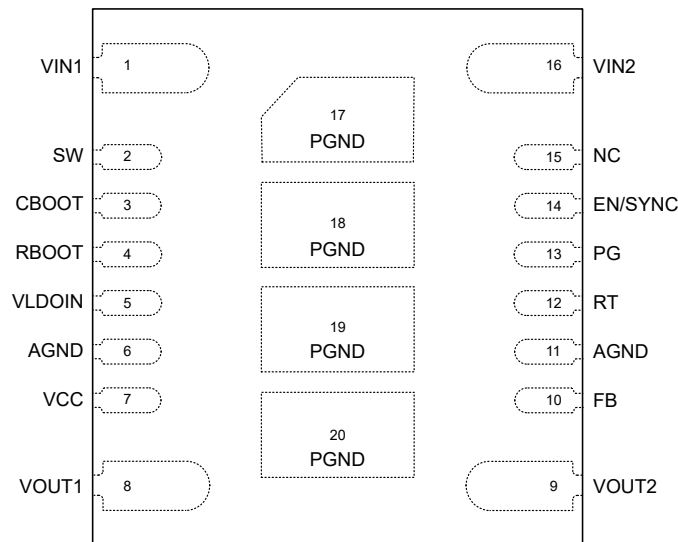 VIN1 1
16 VIN2
17
PGND
SW 2
15 NC
CBOOT 3
14 EN/SYNC
18
PGND
RBOOT 4
13 PG
VLDOIN 5
12 RT
19
PGND
AGND 6
11 AGND
VCC 7
10 FB
20
PGND
VOUT1 8
9 VOUT2